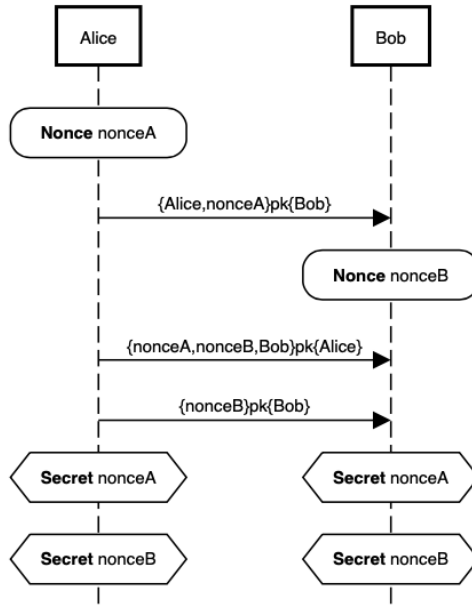 Alice Bob
Nonce nonceA
{Alice,nonceA}pk{Bob}
Nonce nonceB
{nonceA,nonceB,Bob}pk{Alice}
{nonceB}pk{Bob}
Secret nonceA Secret nonceA
Secret nonceB Secret nonceB